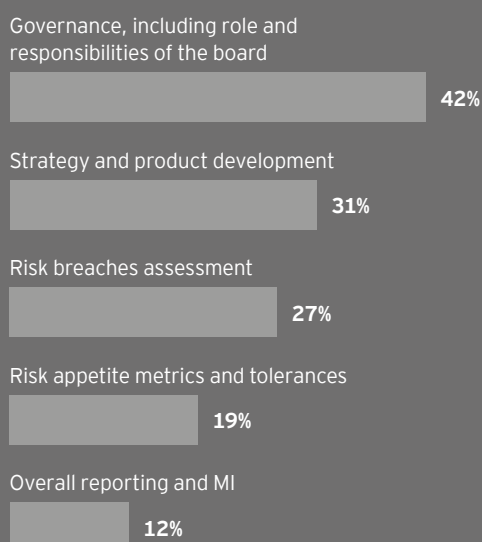 Governance, including role and
responsibilities of the board
42%
Strategy and product development
31%
Risk breaches assessment
27%
Risk appetite metrics and tolerances
19%
Overall reporting and MI
12%